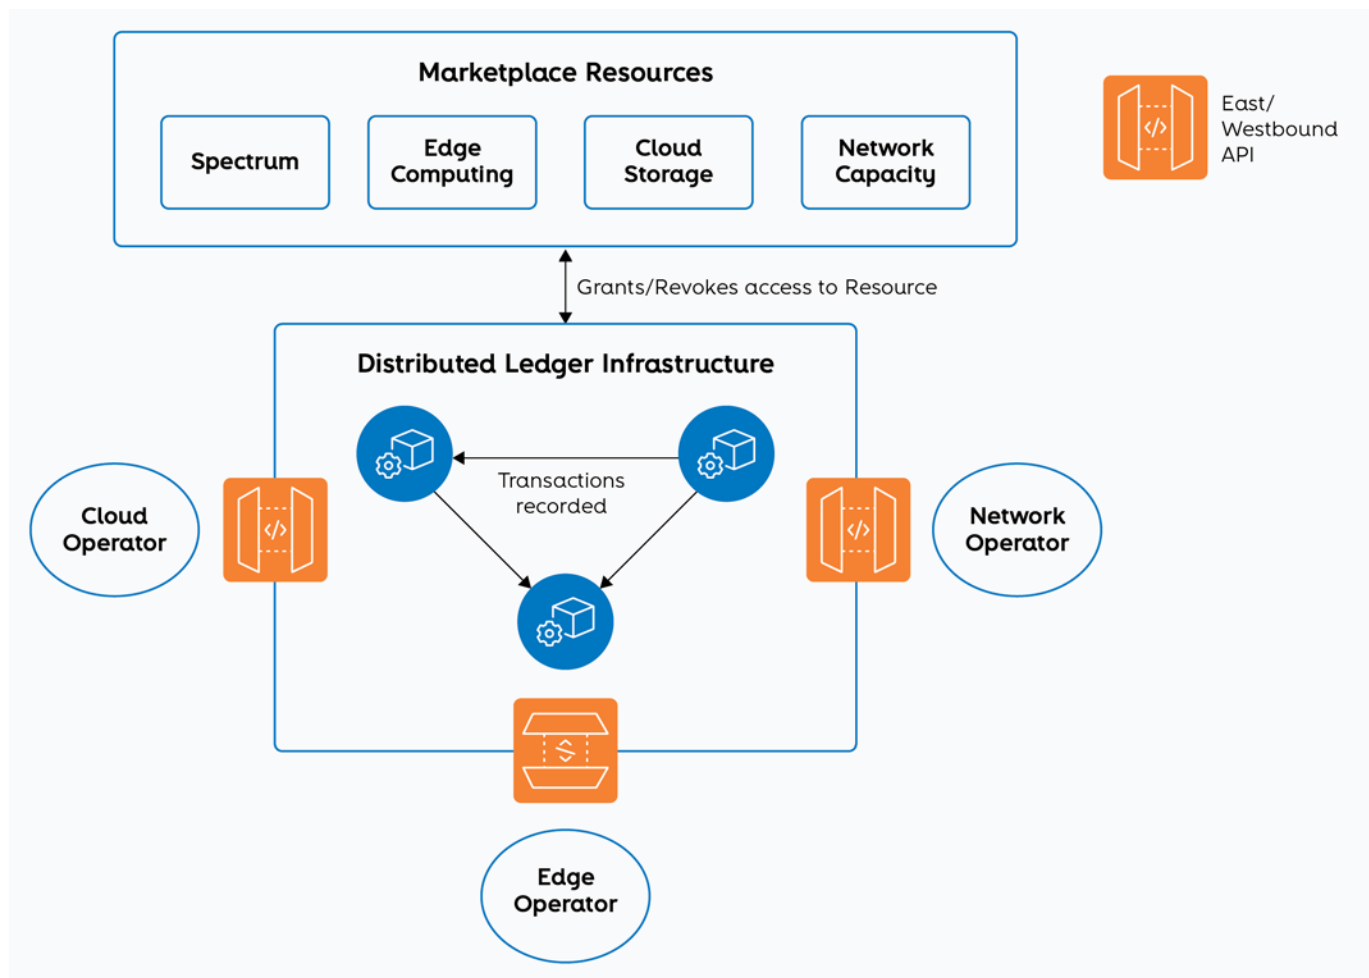 Marketplace Resources
Spectrum
Edge
Computing
Cloud
Storage
Network
Capacity
East/
Westbound
API
Grants/Revokes access to Resource
Distributed Ledger Infrastructure
Transactions
recorded
Cloud
Operator
</>
</>
</>
Network
Operator
</>
Edge
Operator